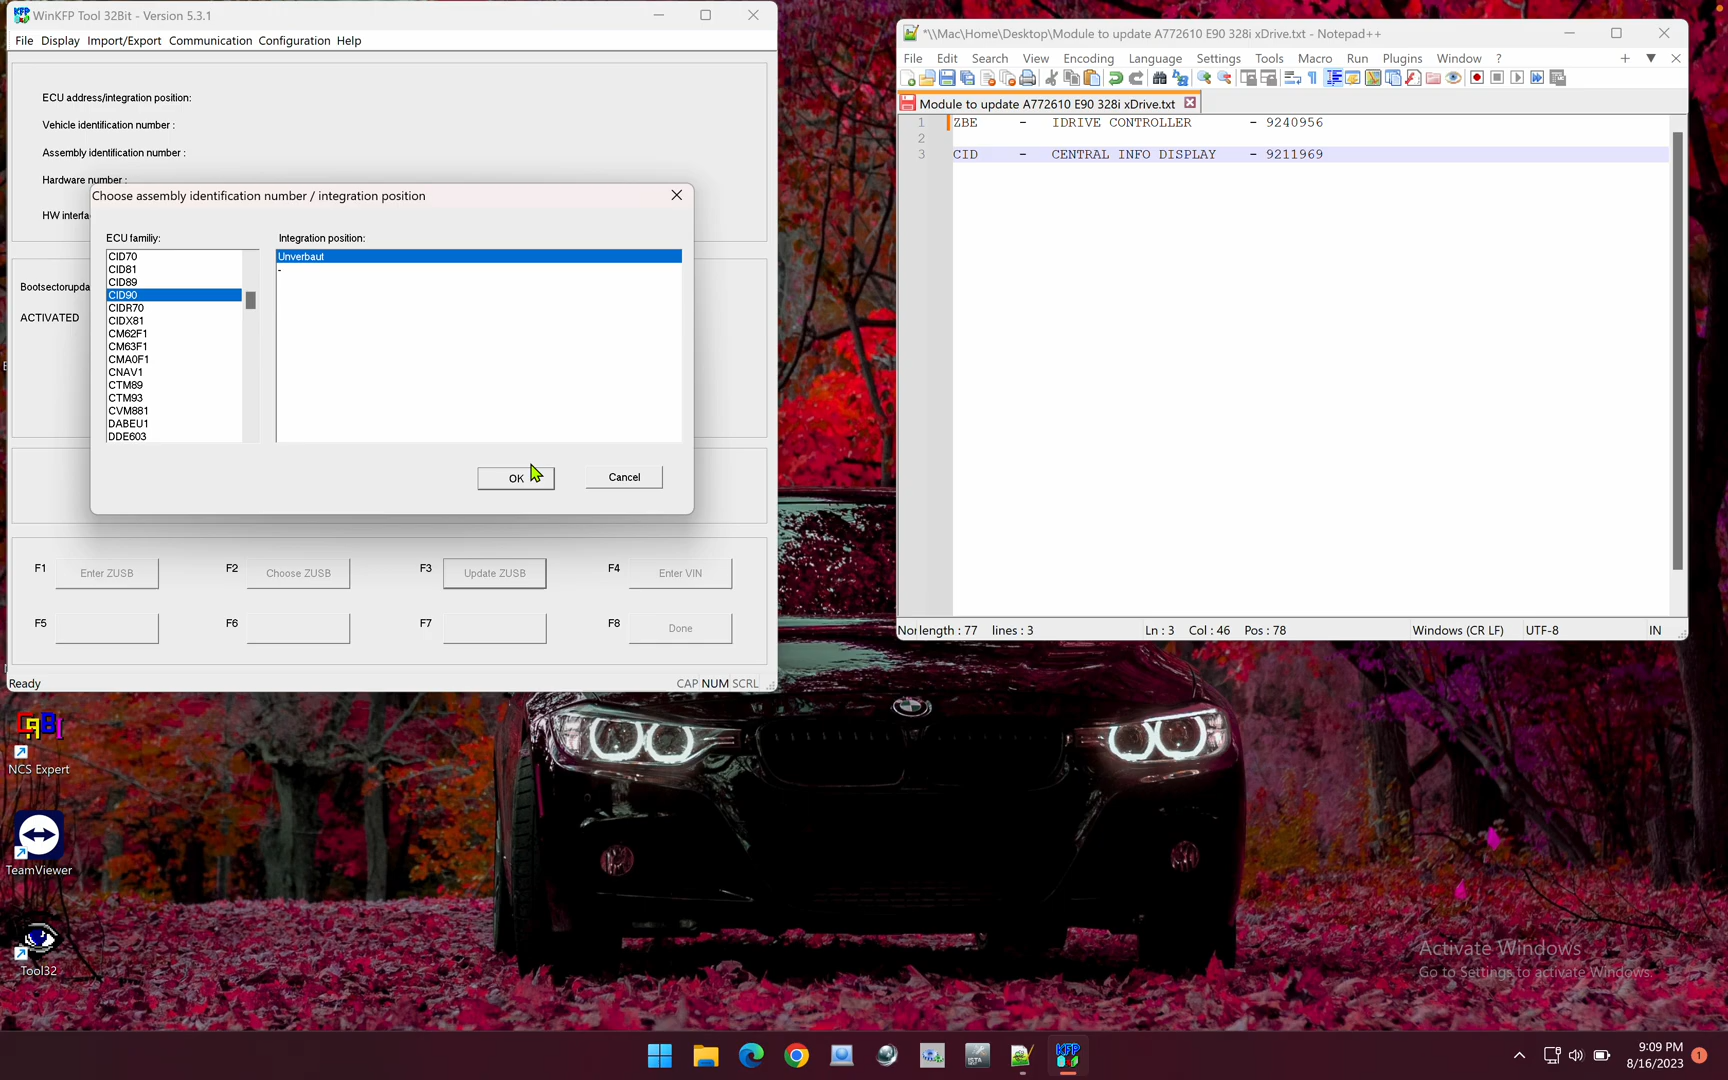 WinKFP Tool 32Bit - Version 5.3.1
File Display Import/Export Communication Configuration Help
ECU address/integration position:
Vehicle identification number :
Assembly identification number :
Hardware number :
HW interfa
Choose assembly identification number / integration position
ECU familiy:
Integration position:
CID70
CID81
CID89
CID90
CIDR70
CIDX81
CM62F1
CM63F1
CMA0F1
CNAV1
CTM89
CTM93
CVM881
DABEU1
DDE603
Unverbaut
-
OK
Cancel
Bootsectorupda
ACTIVATED
F1 Enter ZUSB
F2 Choose ZUSB
F3 Update ZUSB
F4 Enter VIN
F5
F6
F7
F8 Done
Ready
CAP NUM SCRL
*\\Mac\Home\Desktop\Module to update A772610 E90 328i xDrive.txt - Notepad++
File Edit Search View Encoding Language Settings Tools Macro Run Plugins Window ?
Module to update A772610 E90 328i xDrive.txt
1 ZBE - IDRIVE CONTROLLER - 9240956
2
3 CID - CENTRAL INFO DISPLAY - 9211969
length : 77 lines : 3
Ln : 3 Col : 46 Pos : 78
Windows (CR LF)
UTF-8
IN
NCS Expert
TeamViewer
Tool32
Activate Windows
Go to Settings to activate Windows.
KFP
ISTA
9:09 PM
8/16/2023
1